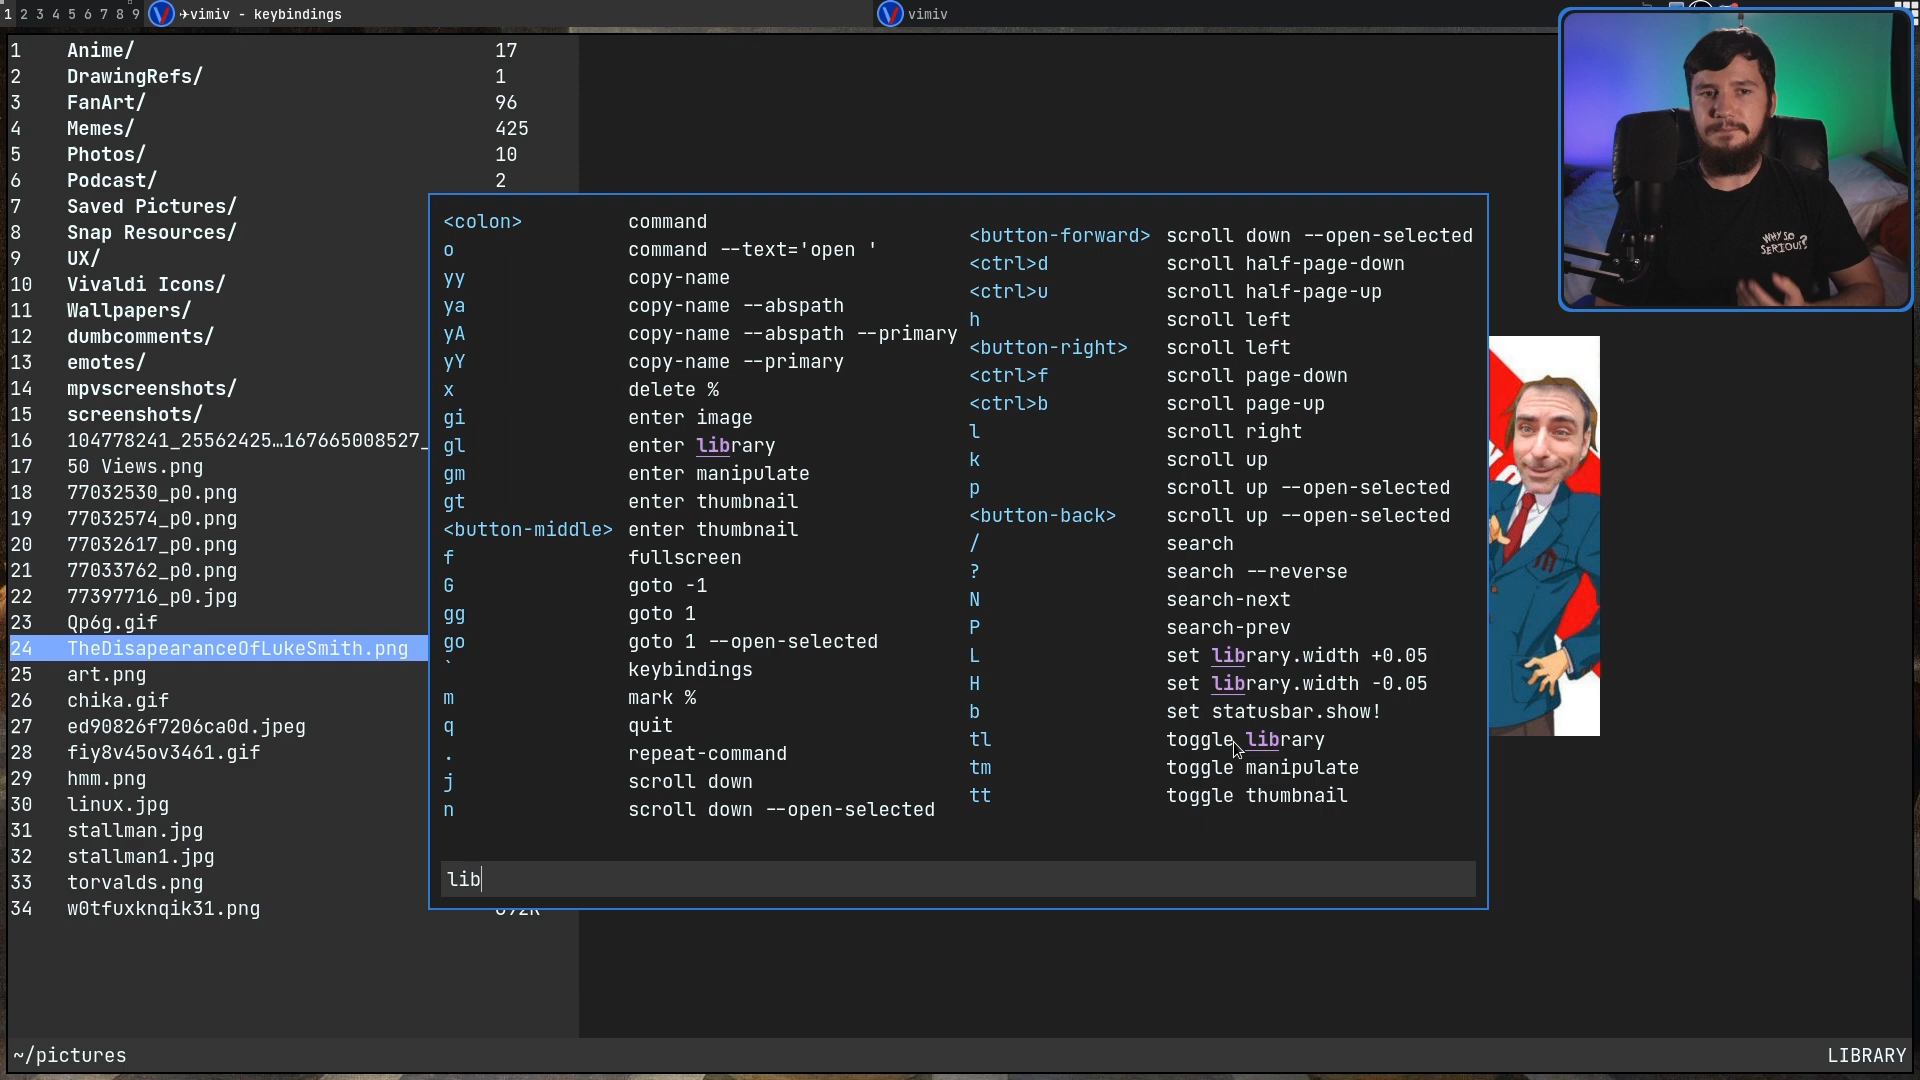 1 2 3 4 5 6 7 8 9 ✈vimiv - keybindings vimiv
1 Anime/ 17
2 DrawingRefs/ 1
3 FanArt/ 96
4 Memes/ 425
5 Photos/ 10
6 Podcast/ 2
7 Saved Pictures/
8 Snap Resources/
9 UX/
10 Vivaldi Icons/
11 Wallpapers/
12 dumbcomments/
13 emotes/
14 mpvscreenshots/
15 screenshots/
16 104778241_25562425…167665008527_
17 50 Views.png
18 77032530_p0.png
19 77032574_p0.png
20 77032617_p0.png
21 77033762_p0.png
22 77397716_p0.jpg
23 Qp6g.gif
24 TheDisapearanceOfLukeSmith.png
25 art.png
26 chika.gif
27 ed90826f7206ca0d.jpeg
28 fiy8v45ov3461.gif
29 hmm.png
30 linux.jpg
31 stallman.jpg
32 stallman1.jpg
33 torvalds.png
34 w0tfuxknqik31.png
<colon> command
o command --text='open '
yy copy-name
ya copy-name --abspath
yA copy-name --abspath --primary
yY copy-name --primary
x delete %
gi enter image
gl enter library
gm enter manipulate
gt enter thumbnail
<button-middle> enter thumbnail
f fullscreen
G goto -1
gg goto 1
go goto 1 --open-selected
` keybindings
m mark %
q quit
. repeat-command
j scroll down
n scroll down --open-selected
<button-forward> scroll down --open-selected
<ctrl>d scroll half-page-down
<ctrl>u scroll half-page-up
h scroll left
<button-right> scroll left
<ctrl>f scroll page-down
<ctrl>b scroll page-up
l scroll right
k scroll up
p scroll up --open-selected
<button-back> scroll up --open-selected
/ search
? search --reverse
N search-next
P search-prev
L set library.width +0.05
H set library.width -0.05
b set statusbar.show!
tl toggle library
tm toggle manipulate
tt toggle thumbnail
lib
WHY SO
SERIOUS?
~/pictures LIBRARY